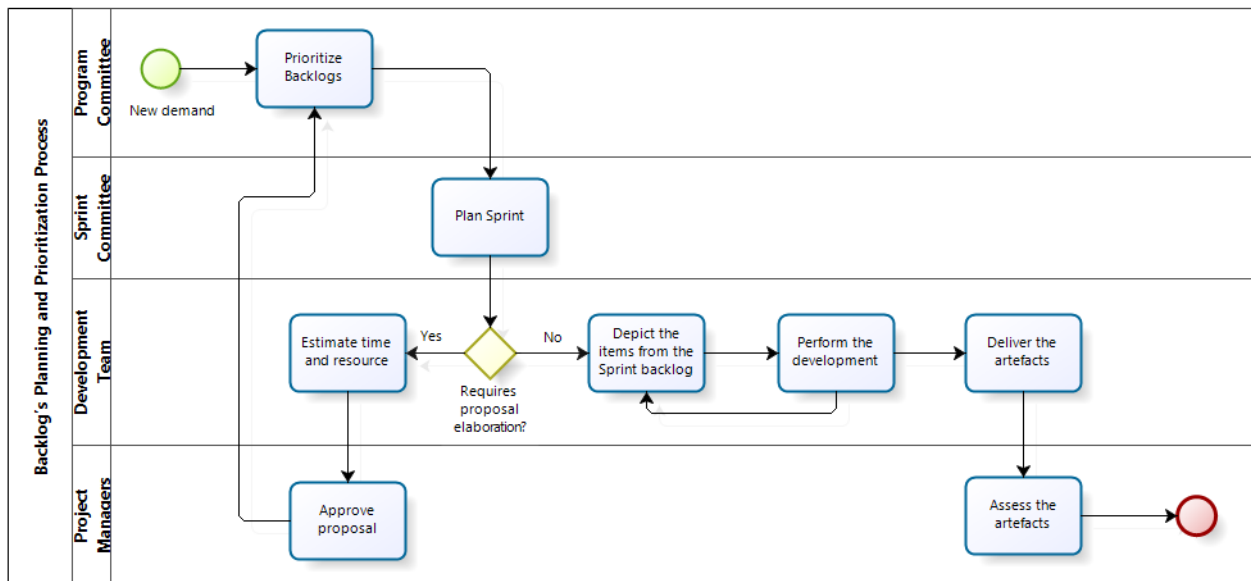 Backlog's Planning and Prioritization Process
Program
Committee
New demand
Prioritize
Backlogs
Sprint
Committee
Plan Sprint
Development
Team
Estimate time
and resource
Yes
Requires
proposal
elaboration?
No
Depict the
items from the
Sprint backlog
Perform the
development
Deliver the
artefacts
Project
Managers
Approve
proposal
Assess the
artefacts